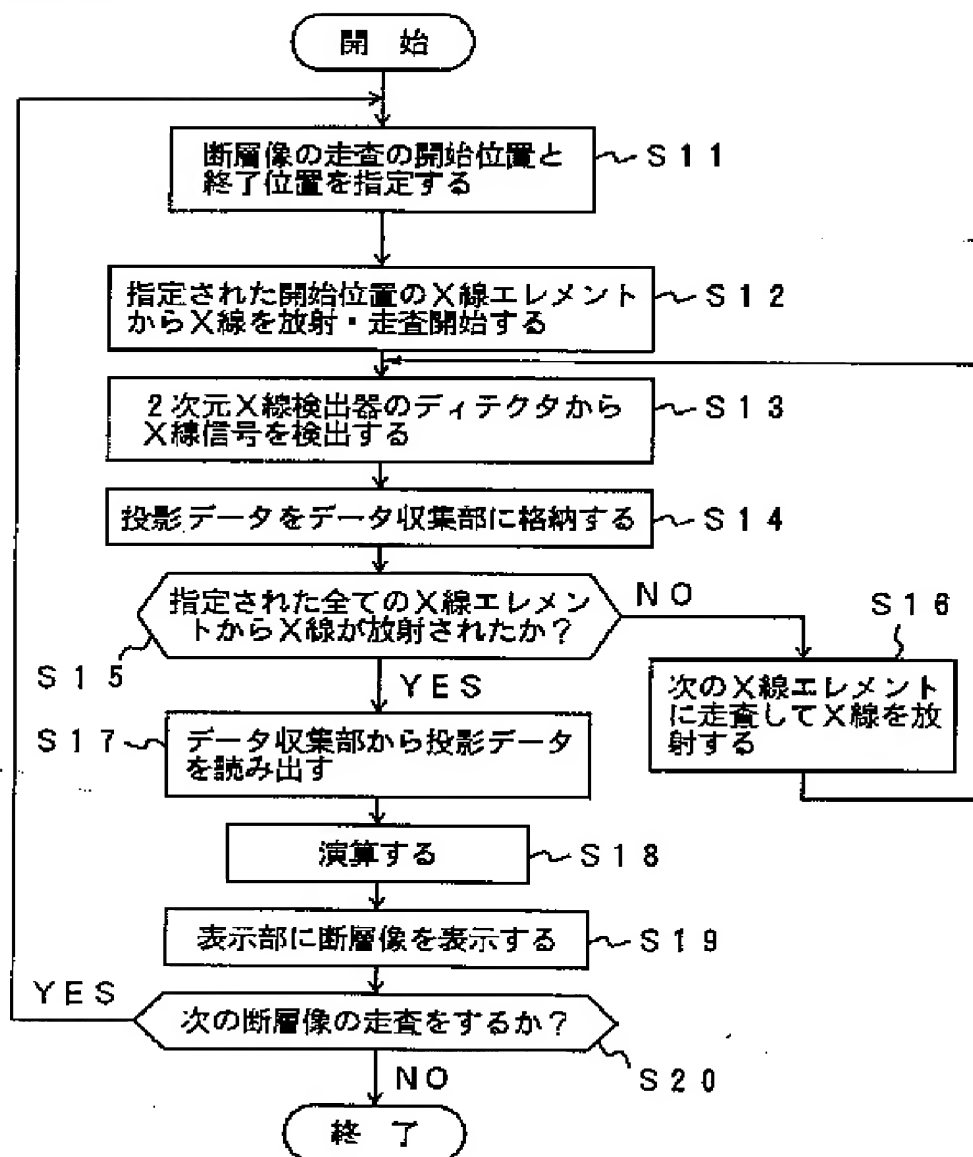 開 始
断層像の走査の開始位置と
終了位置を指定する
S11
指定された開始位置のX線エレメント
からX線を放射・走査開始する
S12
2次元X線検出器のディテクタから
X線信号を検出する
S13
投影データをデータ収集部に格納する
S14
指定された全てのX線エレメン
トからX線が放射されたか?
S15
NO
S16
次のX線エレメント
に走査してX線を放
射する
YES
S17
データ収集部から投影データ
を読み出す
演算する
S18
表示部に断層像を表示する
S19
YES
次の断層像の走査をするか?
S20
NO
終 了